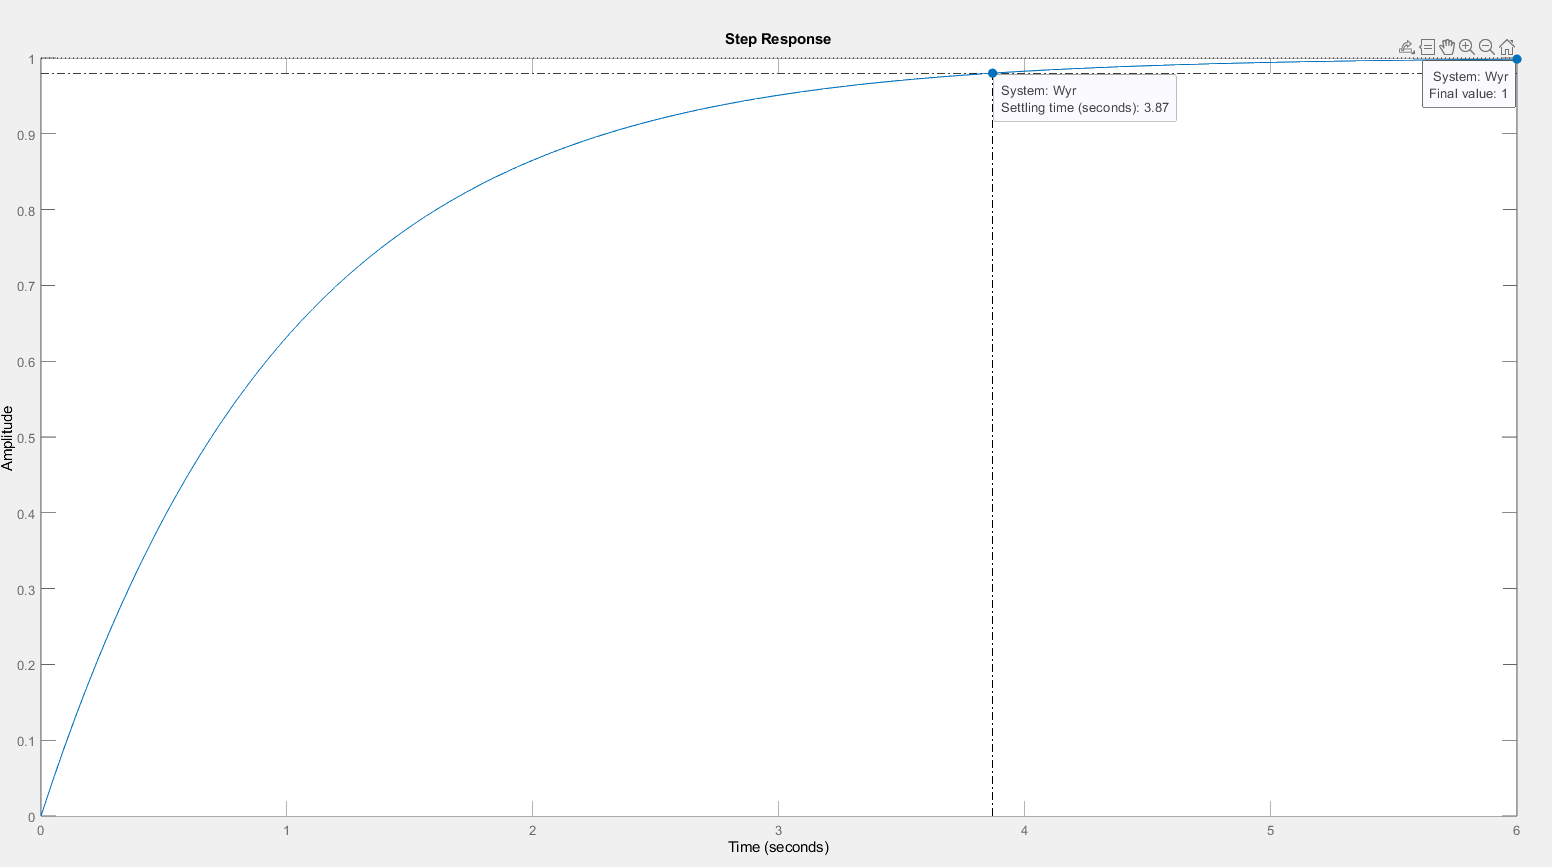 Step Response
System: Wyr
Settling time (seconds): 3.87
System: Wyr
Final value: 1
Amplitude
1
0.9
0.8
0.7
0.6
0.5
0.4
0.3
0.2
0.1
0
0 1 2 3 4 5 6
Time (seconds)